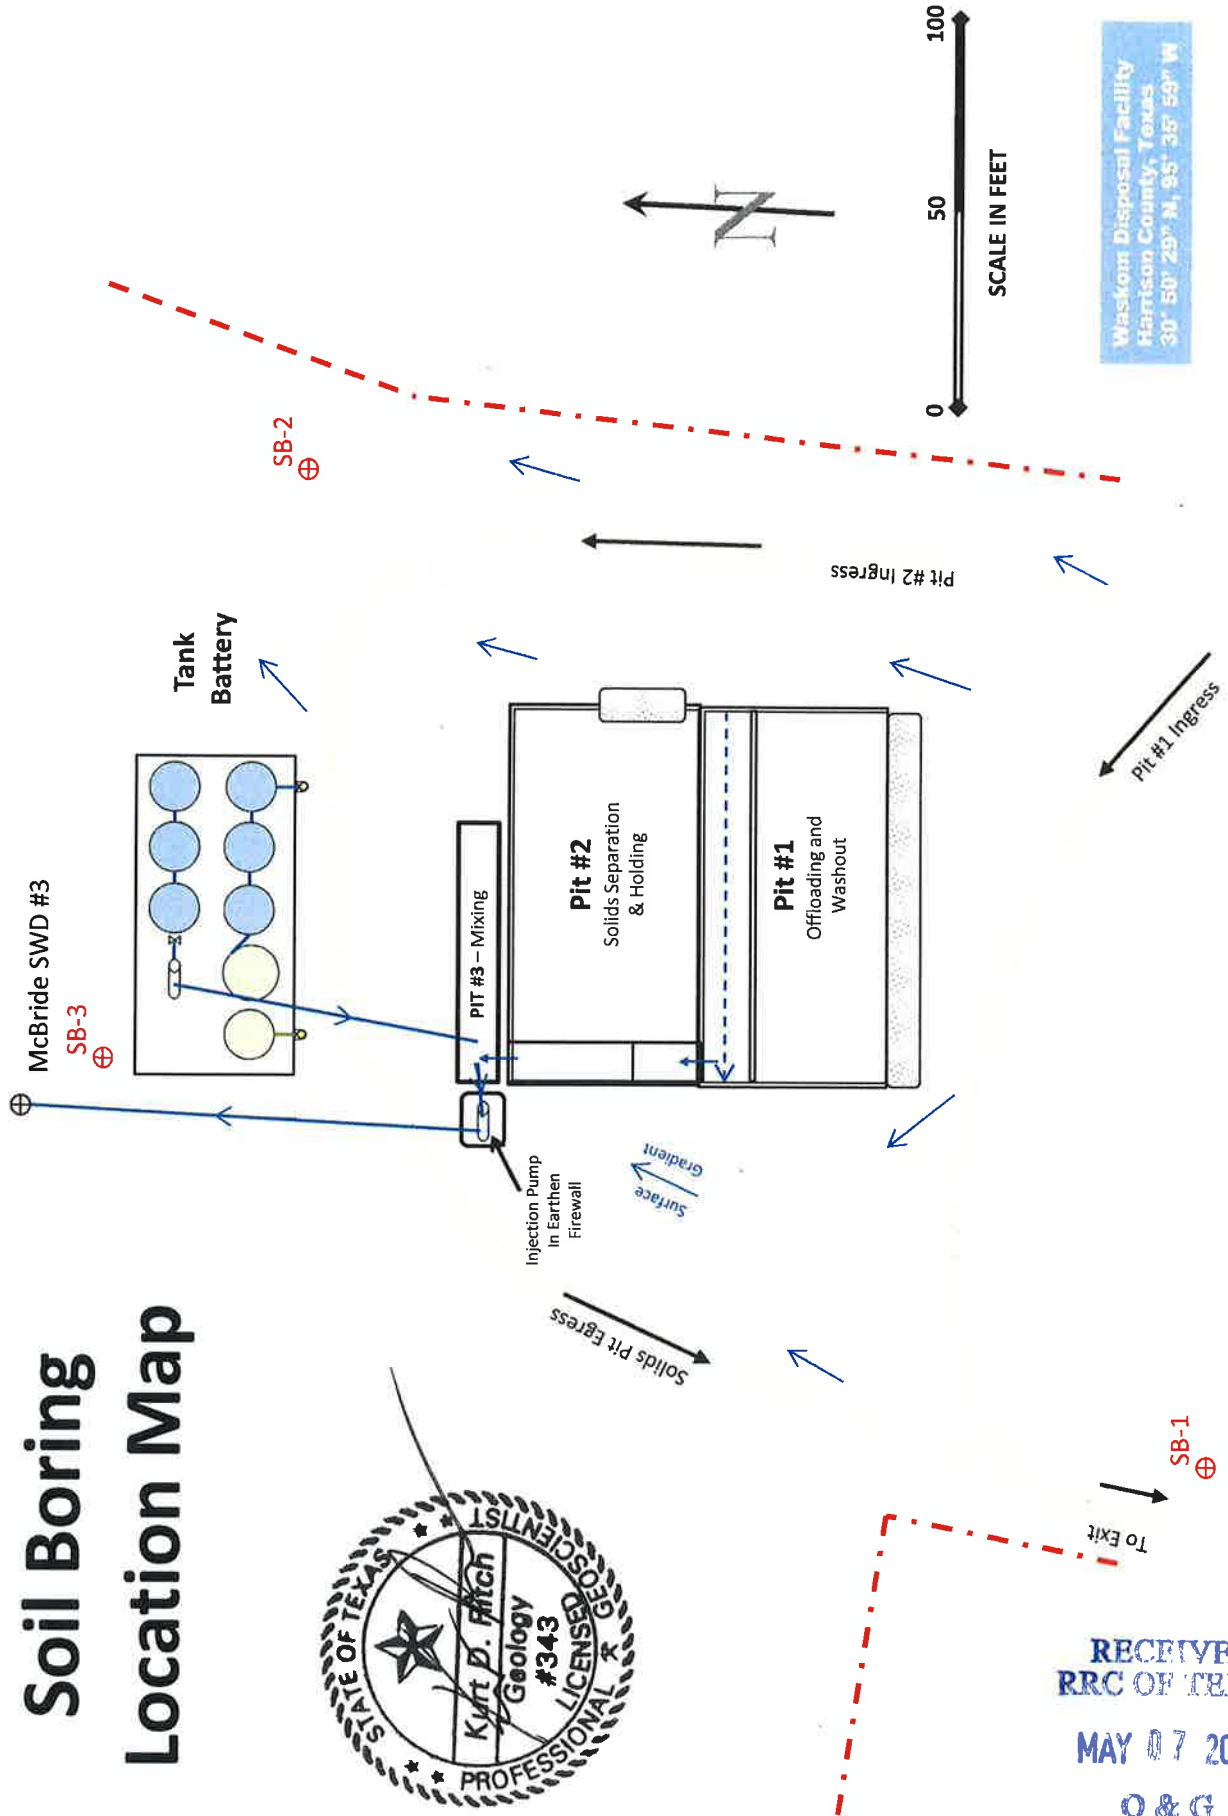 Soil Boring
Location Map
McBride SWD #3
SB-3
Tank
Battery
SB-2
PIT #3 – Mixing
Pit #2
Solids Separation
& Holding
Pit #1
Offloading and
Washout
Injection Pump
In Earthen
Firewall
Surface
Gradient
Solids Pit Egress
Pit #2 Ingress
Pit #1 Ingress
To Exit
SB-1
N
0 50 100
SCALE IN FEET
Waskom Disposal Facility
Harrison County, Texas
30° 50' 29" N, 95° 35' 59" W
STATE OF TEXAS
Kurt D.
Geology
#343
LICENSED
PROFESSIONAL GEOSCIENTIST
RECEIVE
RRC OF TE
MAY 07 20
O & G